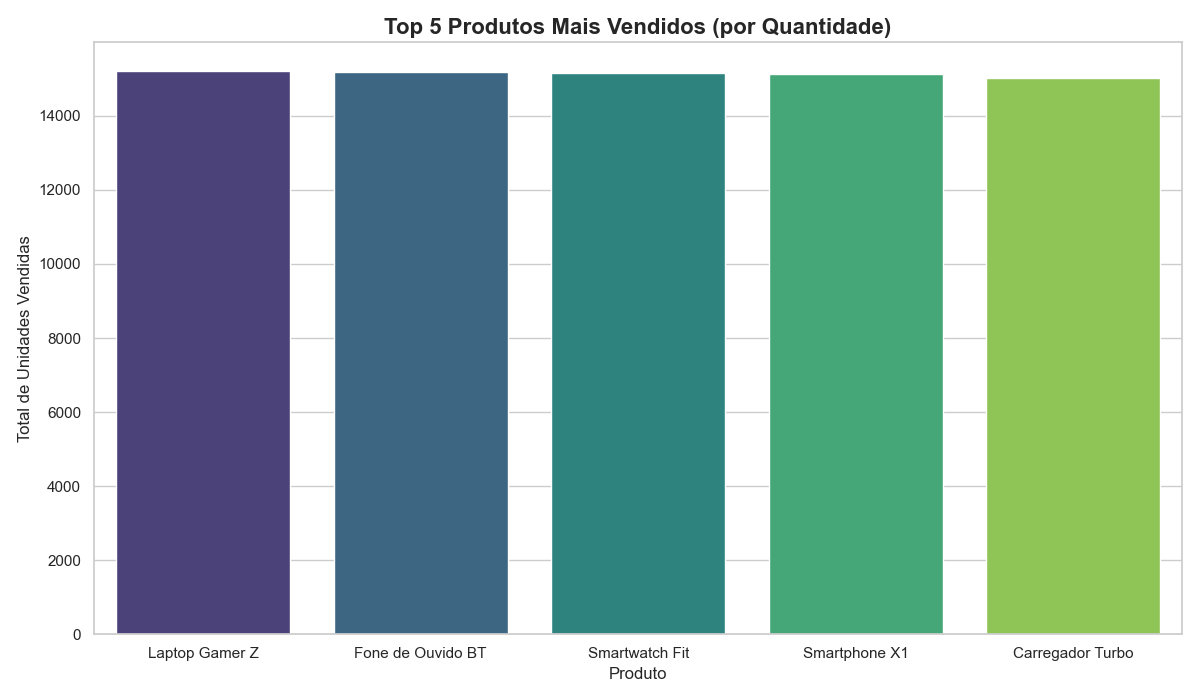 Top 5 Produtos Mais Vendidos (por Quantidade)
Total de Unidades Vendidas
14000
12000
10000
8000
6000
4000
2000
0
Laptop Gamer Z
Fone de Ouvido BT
Smartwatch Fit
Smartphone X1
Carregador Turbo
Produto